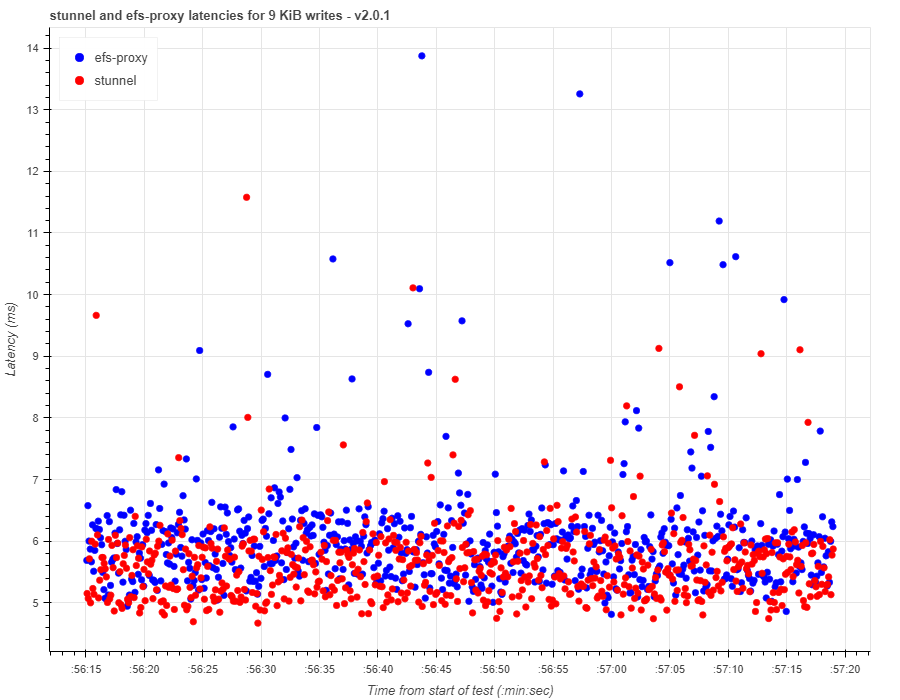 stunnel and efs-proxy latencies for 9 KiB writes - v2.0.1
efs-proxy
stunnel
14
13
12
11
10
9
8
7
6
5
Latency (ms)
:56:15 :56:20 :56:25 :56:30 :56:35 :56:40 :56:45 :56:50 :56:55 :57:00 :57:05 :57:10 :57:15 :57:20
Time from start of test (:min:sec)